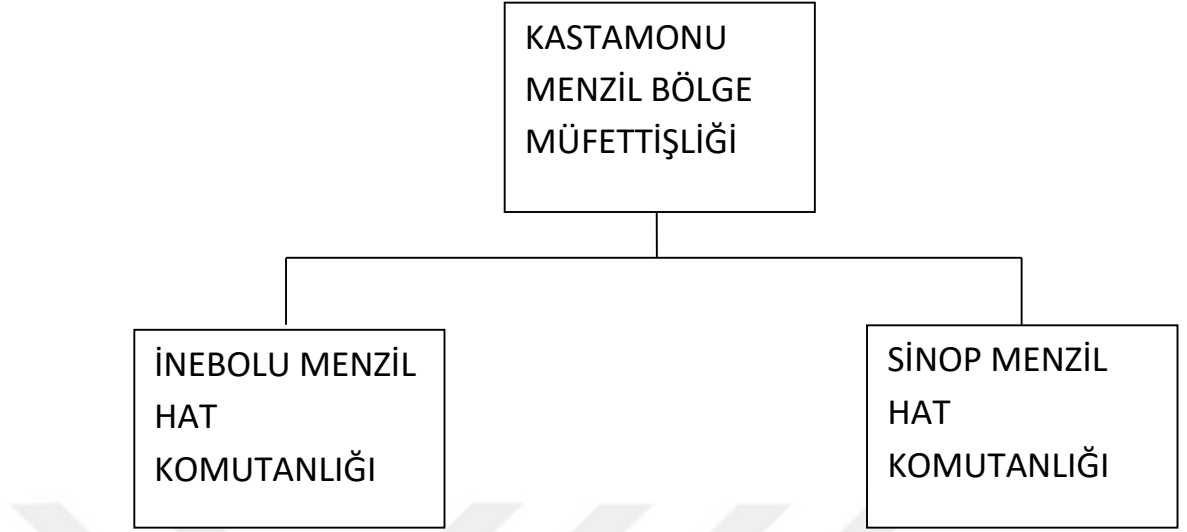 KASTAMONU
MENZİL BÖLGE
MÜFETTİŞLİĞİ
İNEBOLU MENZİL
HAT
KOMUTANLIĞI
SİNOP MENZİL
HAT
KOMUTANLIĞI